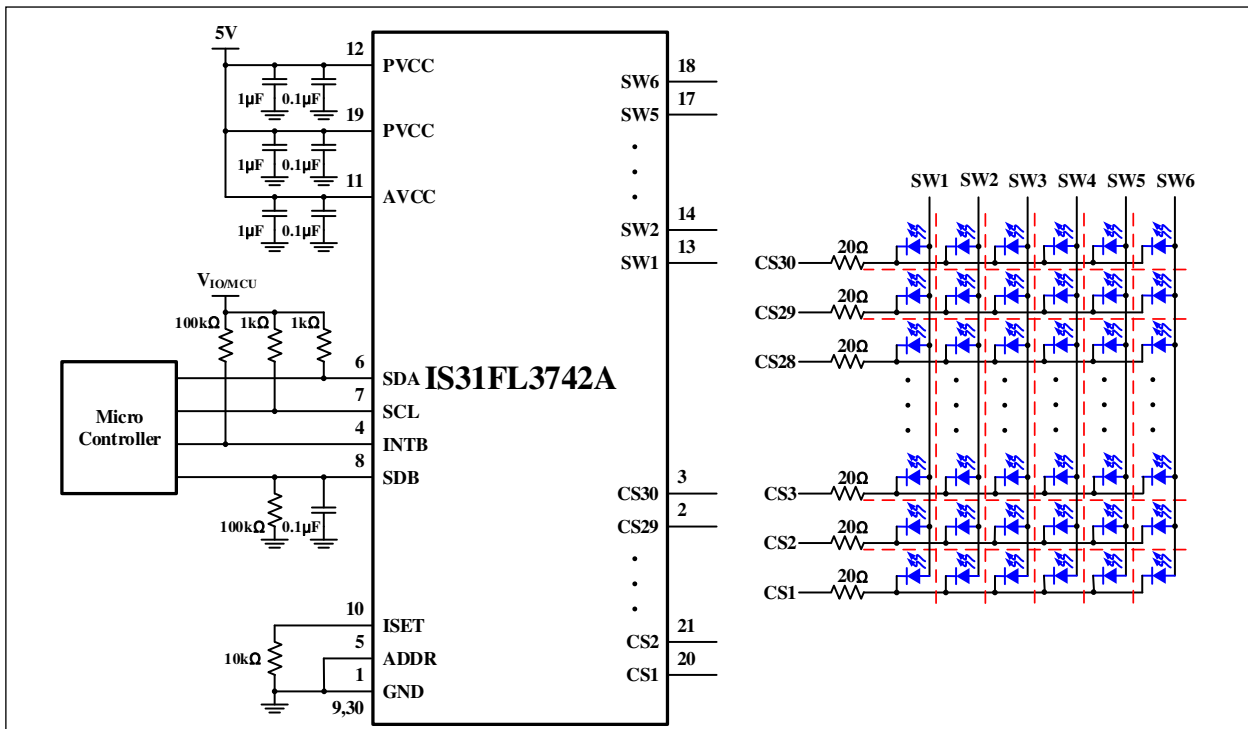 5V
12
PVCC
1μF 0.1μF
19
PVCC
1μF 0.1μF
11
AVCC
1μF 0.1μF
VIO/MCU
100kΩ 1kΩ 1kΩ
6
SDA
7
SCL
4
INTB
8
SDB
Micro
Controller
100kΩ 0.1μF
10
ISET
5
ADDR
10kΩ
1
GND
9,30
IS31FL3742A
18
SW6
17
SW5
14
SW2
13
SW1
3
CS30
2
CS29
21
CS2
20
CS1
SW1 SW2 SW3 SW4 SW5 SW6
20Ω
CS30
20Ω
CS29
20Ω
CS28
20Ω
CS3
20Ω
CS2
20Ω
CS1